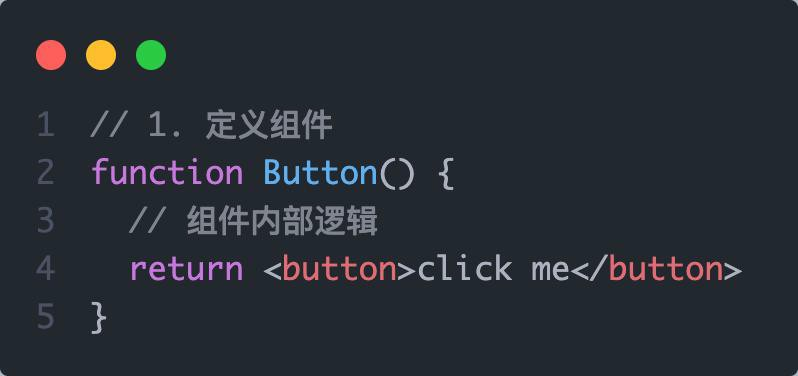 1 // 1. 定义组件
2 function Button() {
3   // 组件内部逻辑
4   return <button>click me</button>
5 }